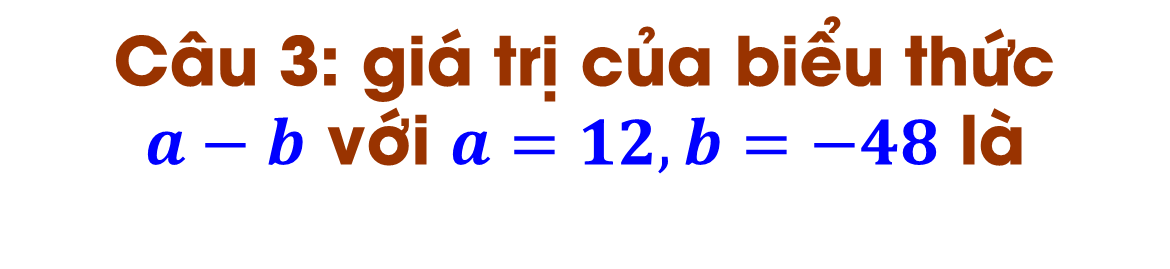 Câu 3: giá trị của biểu thức
a − b với a = 12, b = −48 là